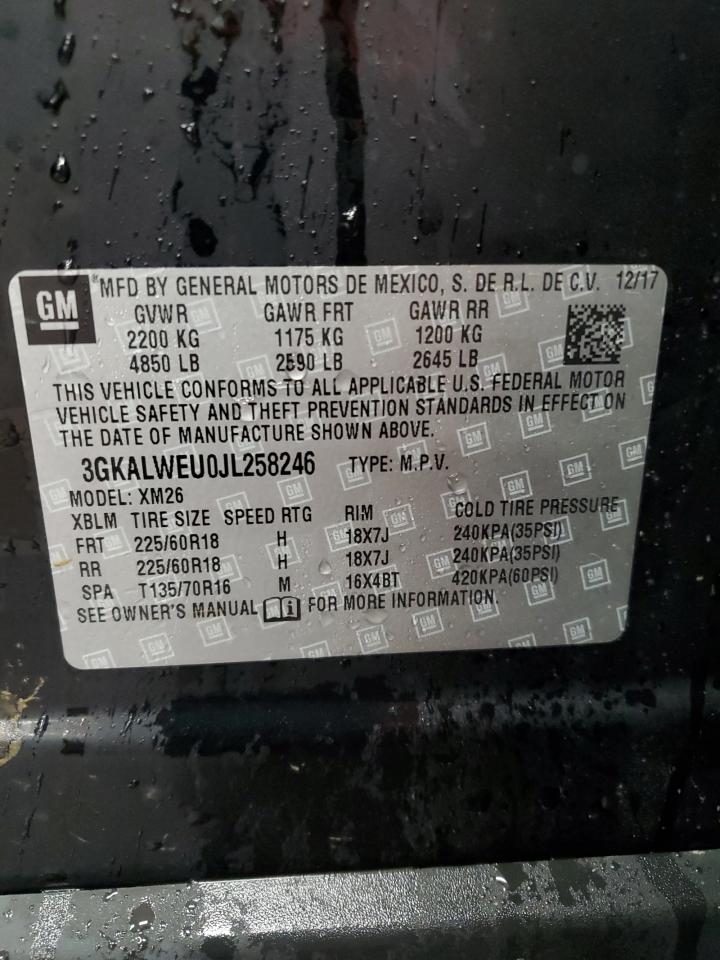 GM
MFD BY GENERAL MOTORS DE MEXICO, S. DE R.L. DE C.V. 12/17
GVWR GAWR FRT GAWR RR
2200 KG 1175 KG 1200 KG
4850 LB 2590 LB 2645 LB
THIS VEHICLE CONFORMS TO ALL APPLICABLE U.S. FEDERAL MOTOR
VEHICLE SAFETY AND THEFT PREVENTION STANDARDS IN EFFECT ON
THE DATE OF MANUFACTURE SHOWN ABOVE.
3GKALWEU0JL258246 TYPE: M.P.V.
MODEL: XM26
XBLM TIRE SIZE SPEED RTG RIM COLD TIRE PRESSURE
FRT 225/60R18 H 18X7J 240KPA(35PSI)
RR 225/60R18 H 18X7J 240KPA(35PSI)
SPA T135/70R16 M 16X4BT 420KPA(60PSI)
SEE OWNER'S MANUAL FOR MORE INFORMATION.